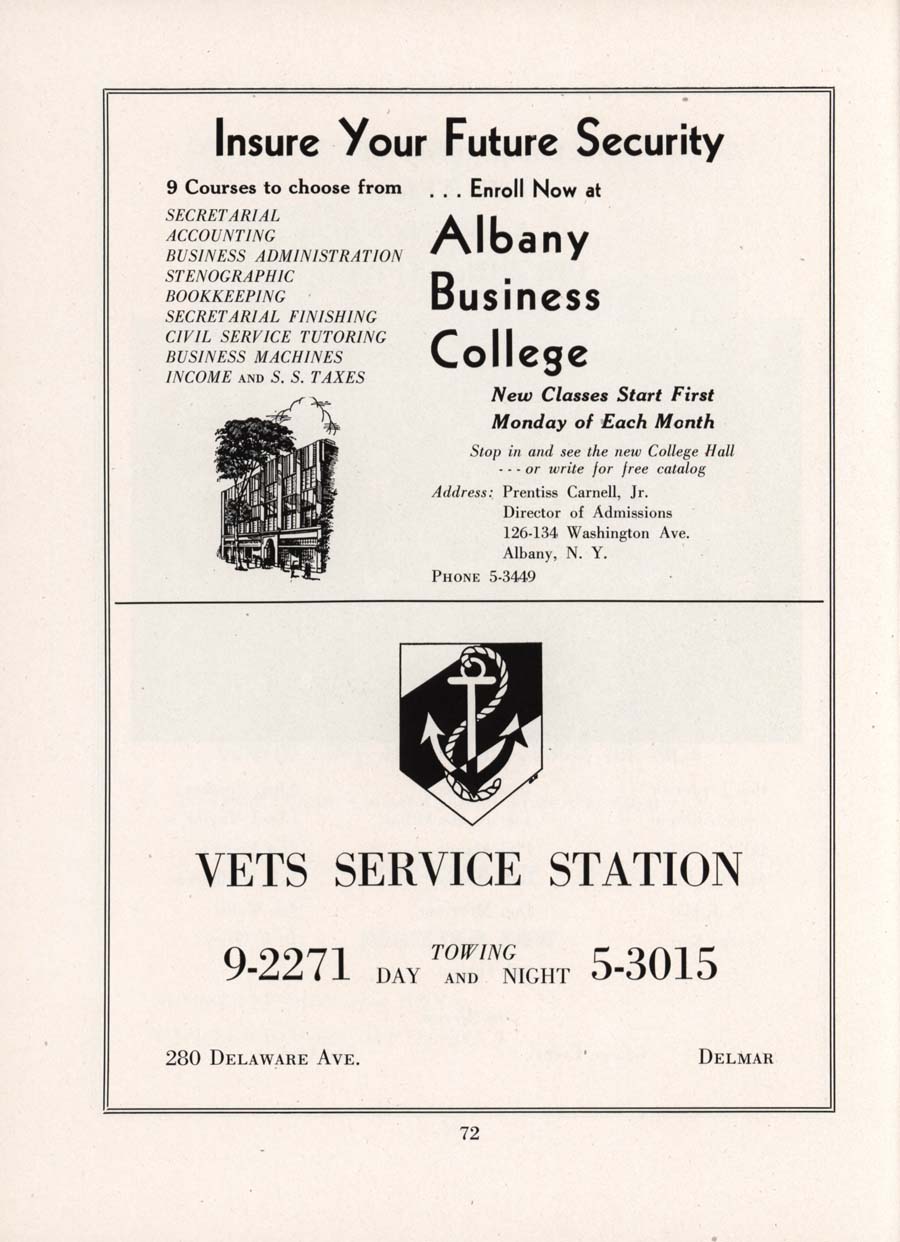 Insure Your Future Security
9 Courses to choose from
SECRETARIAL
ACCOUNTING
BUSINESS ADMINISTRATION
STENOGRAPHIC
BOOKKEEPING
SECRETARIAL FINISHING
CIVIL SERVICE TUTORING
BUSINESS MACHINES
INCOME AND S. S. TAXES
. . . Enroll Now at
Albany
Business
College
New Classes Start First
Monday of Each Month
Stop in and see the new College Hall
- - - or write for free catalog
Address: Prentiss Carnell, Jr.
Director of Admissions
126-134 Washington Ave.
Albany, N. Y.
PHONE 5-3449
VETS SERVICE STATION
9-2271 DAY TOWING AND NIGHT 5-3015
280 DELAWARE AVE. DELMAR
72